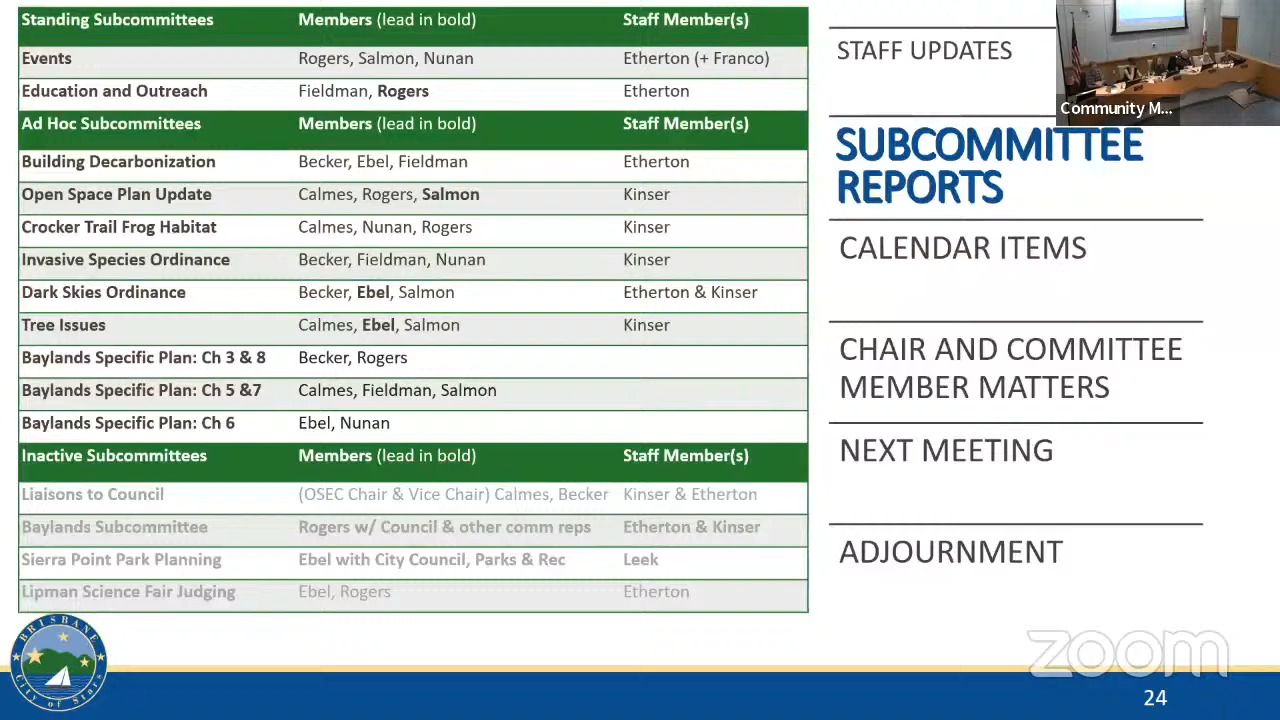 Standing Subcommittees Members (lead in bold) Staff Member(s)
Events Rogers, Salmon, Nunan Etherton (+ Franco)
Education and Outreach Fieldman, Rogers Etherton
Ad Hoc Subcommittees Members (lead in bold) Staff Member(s)
Building Decarbonization Becker, Ebel, Fieldman Etherton
Open Space Plan Update Calmes, Rogers, Salmon Kinser
Crocker Trail Frog Habitat Calmes, Nunan, Rogers Kinser
Invasive Species Ordinance Becker, Fieldman, Nunan Kinser
Dark Skies Ordinance Becker, Ebel, Salmon Etherton & Kinser
Tree Issues Calmes, Ebel, Salmon Kinser
Baylands Specific Plan: Ch 3 & 8 Becker, Rogers
Baylands Specific Plan: Ch 5 &7 Calmes, Fieldman, Salmon
Baylands Specific Plan: Ch 6 Ebel, Nunan
Inactive Subcommittees Members (lead in bold) Staff Member(s)
Liaisons to Council (OSEC Chair & Vice Chair) Calmes, Becker Kinser & Etherton
Baylands Subcommittee Rogers w/ Council & other comm reps Etherton & Kinser
Sierra Point Park Planning Ebel with City Council, Parks & Rec Leek
Lipman Science Fair Judging Ebel, Rogers Etherton
STAFF UPDATES
Community M...
SUBCOMMITTEE
REPORTS
CALENDAR ITEMS
CHAIR AND COMMITTEE
MEMBER MATTERS
NEXT MEETING
ADJOURNMENT
BRISBANE
City of Stars
zoom
24